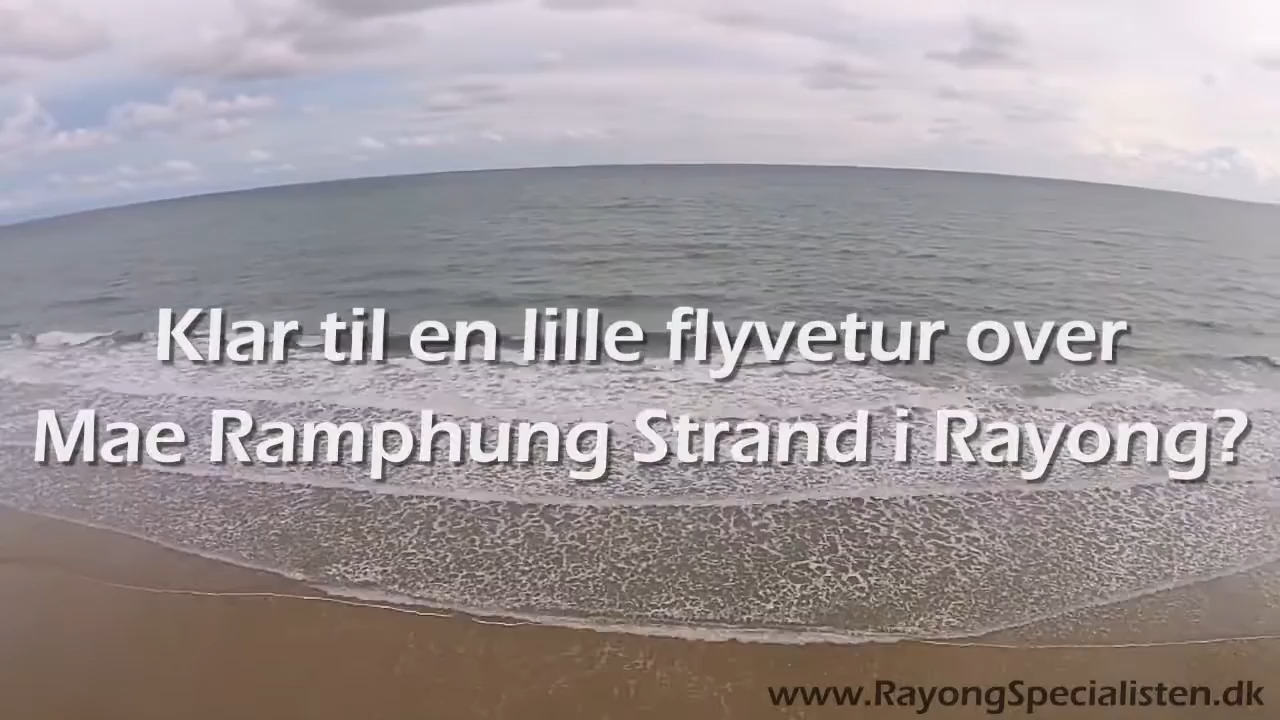 Klar til en lille flyvetur over
Mae Ramphung Strand i Rayong?
www.RayongSpecialisten.dk